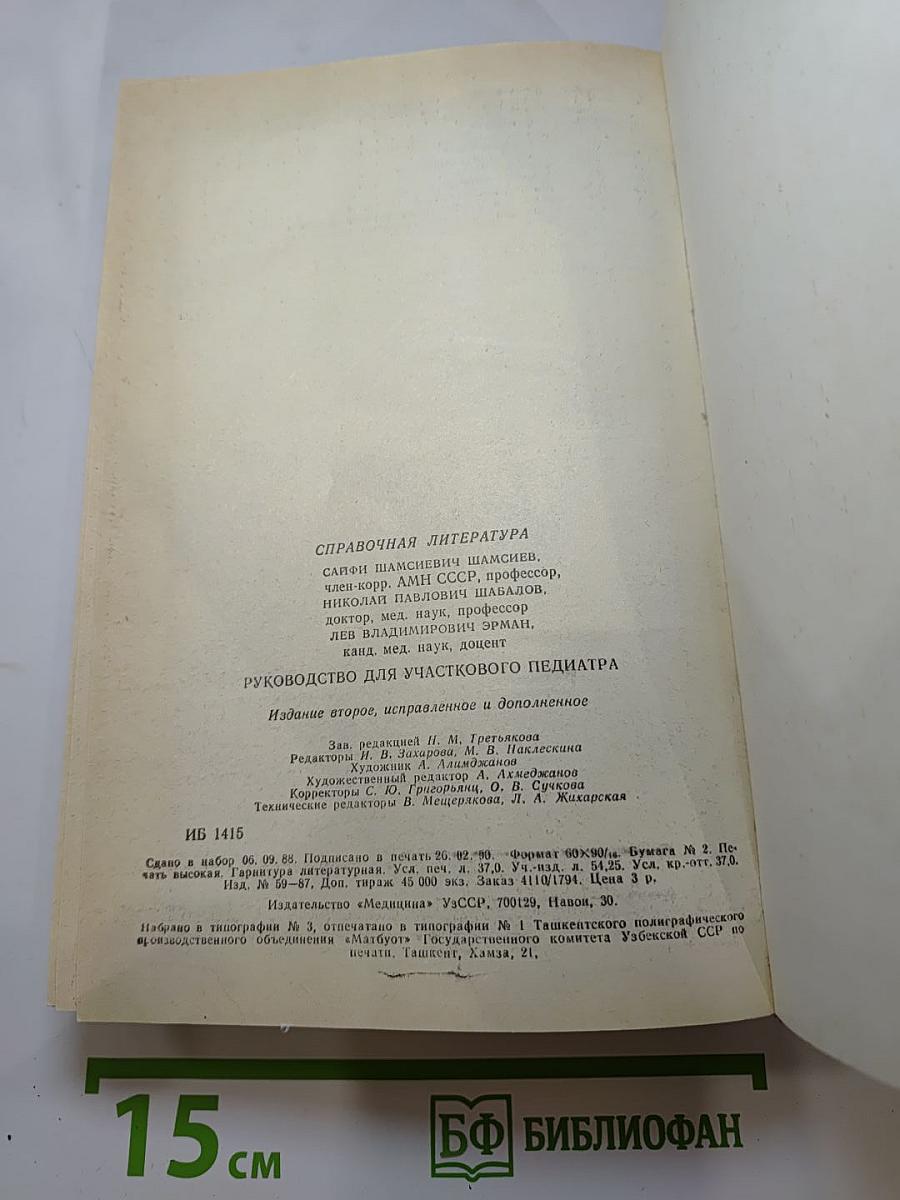 СПРАВОЧНАЯ ЛИТЕРАТУРА
САЙФИ ШАМСИЕВИЧ ШАМСИЕВ,
член-корр. АМН СССР, профессор,
НИКОЛАЙ ПАВЛОВИЧ ШАБАЛОВ,
доктор, мед. наук, профессор
ЛЕВ ВЛАДИМИРОВИЧ ЭРМАН,
канд. мед. наук, доцент
РУКОВОДСТВО ДЛЯ УЧАСТКОВОГО ПЕДИАТРА
Издание второе, исправленное и дополненное
Зав. редакцией Н. М. Третьякова
Редакторы И. В. Захарова, М. В. Наклескина
Художник А. Алимджанов
Художественный редактор А. Ахмеджанов
Корректоры С. Ю. Григорьянц, О. В. Сучкова
Технические редакторы В. Мещерякова, Л. А. Жихарская
ИБ 1415
Сдано в набор 06. 09. 88. Подписано в печать 26. 02. 90. Формат 60×90/16. Бумага № 2. Пе-
чать высокая. Гарнитура литературная. Усл. печ. л. 37,0. Уч.-изд. л. 54,25. Усл. кр.-отт. 37,0.
Изд. № 59—87. Доп. тираж 45 000 экз. Заказ 4110/1794. Цена 3 р.
Издательство «Медицина» УзССР, 700129, Навои, 30.
Набрано в типографии № 3, отпечатано в типографии № 1 Ташкентского полиграфического
производственного объединения «Матбуот» Государственного комитета Узбекской ССР по
печати. Ташкент, Хамза, 21.
15 см
БФ БИБЛИОФАН